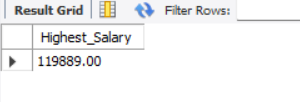 Result Grid Filter Rows:
Highest_Salary
119889.00